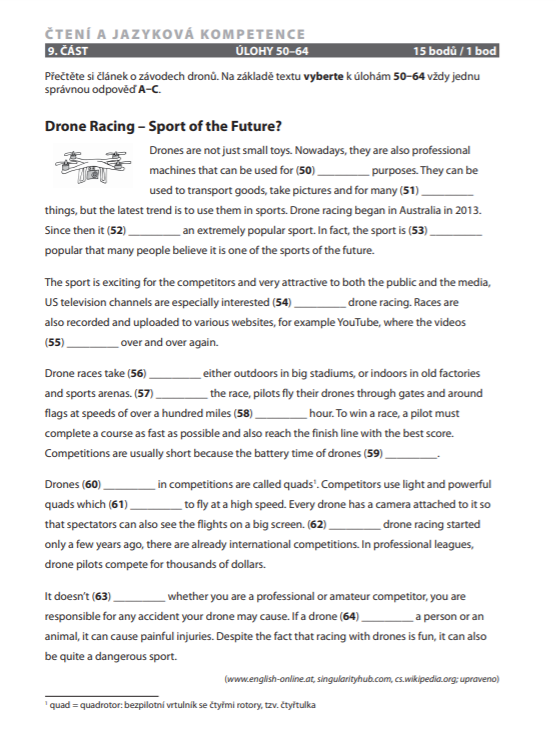 ČTENÍ A JAZYKOVÁ KOMPETENCE
9. ČÁST ÚLOHY 50–64 15 bodů / 1 bod
Přečtěte si článek o závodech dronů. Na základě textu vyberte k úlohám 50–64 vždy jednu
správnou odpověď A–C.
Drone Racing – Sport of the Future?
Drones are not just small toys. Nowadays, they are also professional
machines that can be used for (50) _________ purposes. They can be
used to transport goods, take pictures and for many (51) _________
things, but the latest trend is to use them in sports. Drone racing began in Australia in 2013.
Since then it (52) _________ an extremely popular sport. In fact, the sport is (53) _________
popular that many people believe it is one of the sports of the future.
The sport is exciting for the competitors and very attractive to both the public and the media,
US television channels are especially interested (54) _________ drone racing. Races are
also recorded and uploaded to various websites, for example YouTube, where the videos
(55) _________ over and over again.
Drone races take (56) _________ either outdoors in big stadiums, or indoors in old factories
and sports arenas. (57) _________ the race, pilots fly their drones through gates and around
flags at speeds of over a hundred miles (58) _________ hour. To win a race, a pilot must
complete a course as fast as possible and also reach the finish line with the best score.
Competitions are usually short because the battery time of drones (59) _________.
Drones (60) _________ in competitions are called quads¹. Competitors use light and powerful
quads which (61) _________ to fly at a high speed. Every drone has a camera attached to it so
that spectators can also see the flights on a big screen. (62) _________ drone racing started
only a few years ago, there are already international competitions. In professional leagues,
drone pilots compete for thousands of dollars.
It doesn't (63) _________ whether you are a professional or amateur competitor, you are
responsible for any accident your drone may cause. If a drone (64) _________ a person or an
animal, it can cause painful injuries. Despite the fact that racing with drones is fun, it can also
be quite a dangerous sport.
(www.english-online.at, singularityhub.com, cs.wikipedia.org; upraveno)
¹ quad = quadrotor: bezpilotní vrtulník se čtyřmi rotory, tzv. čtyřtulka